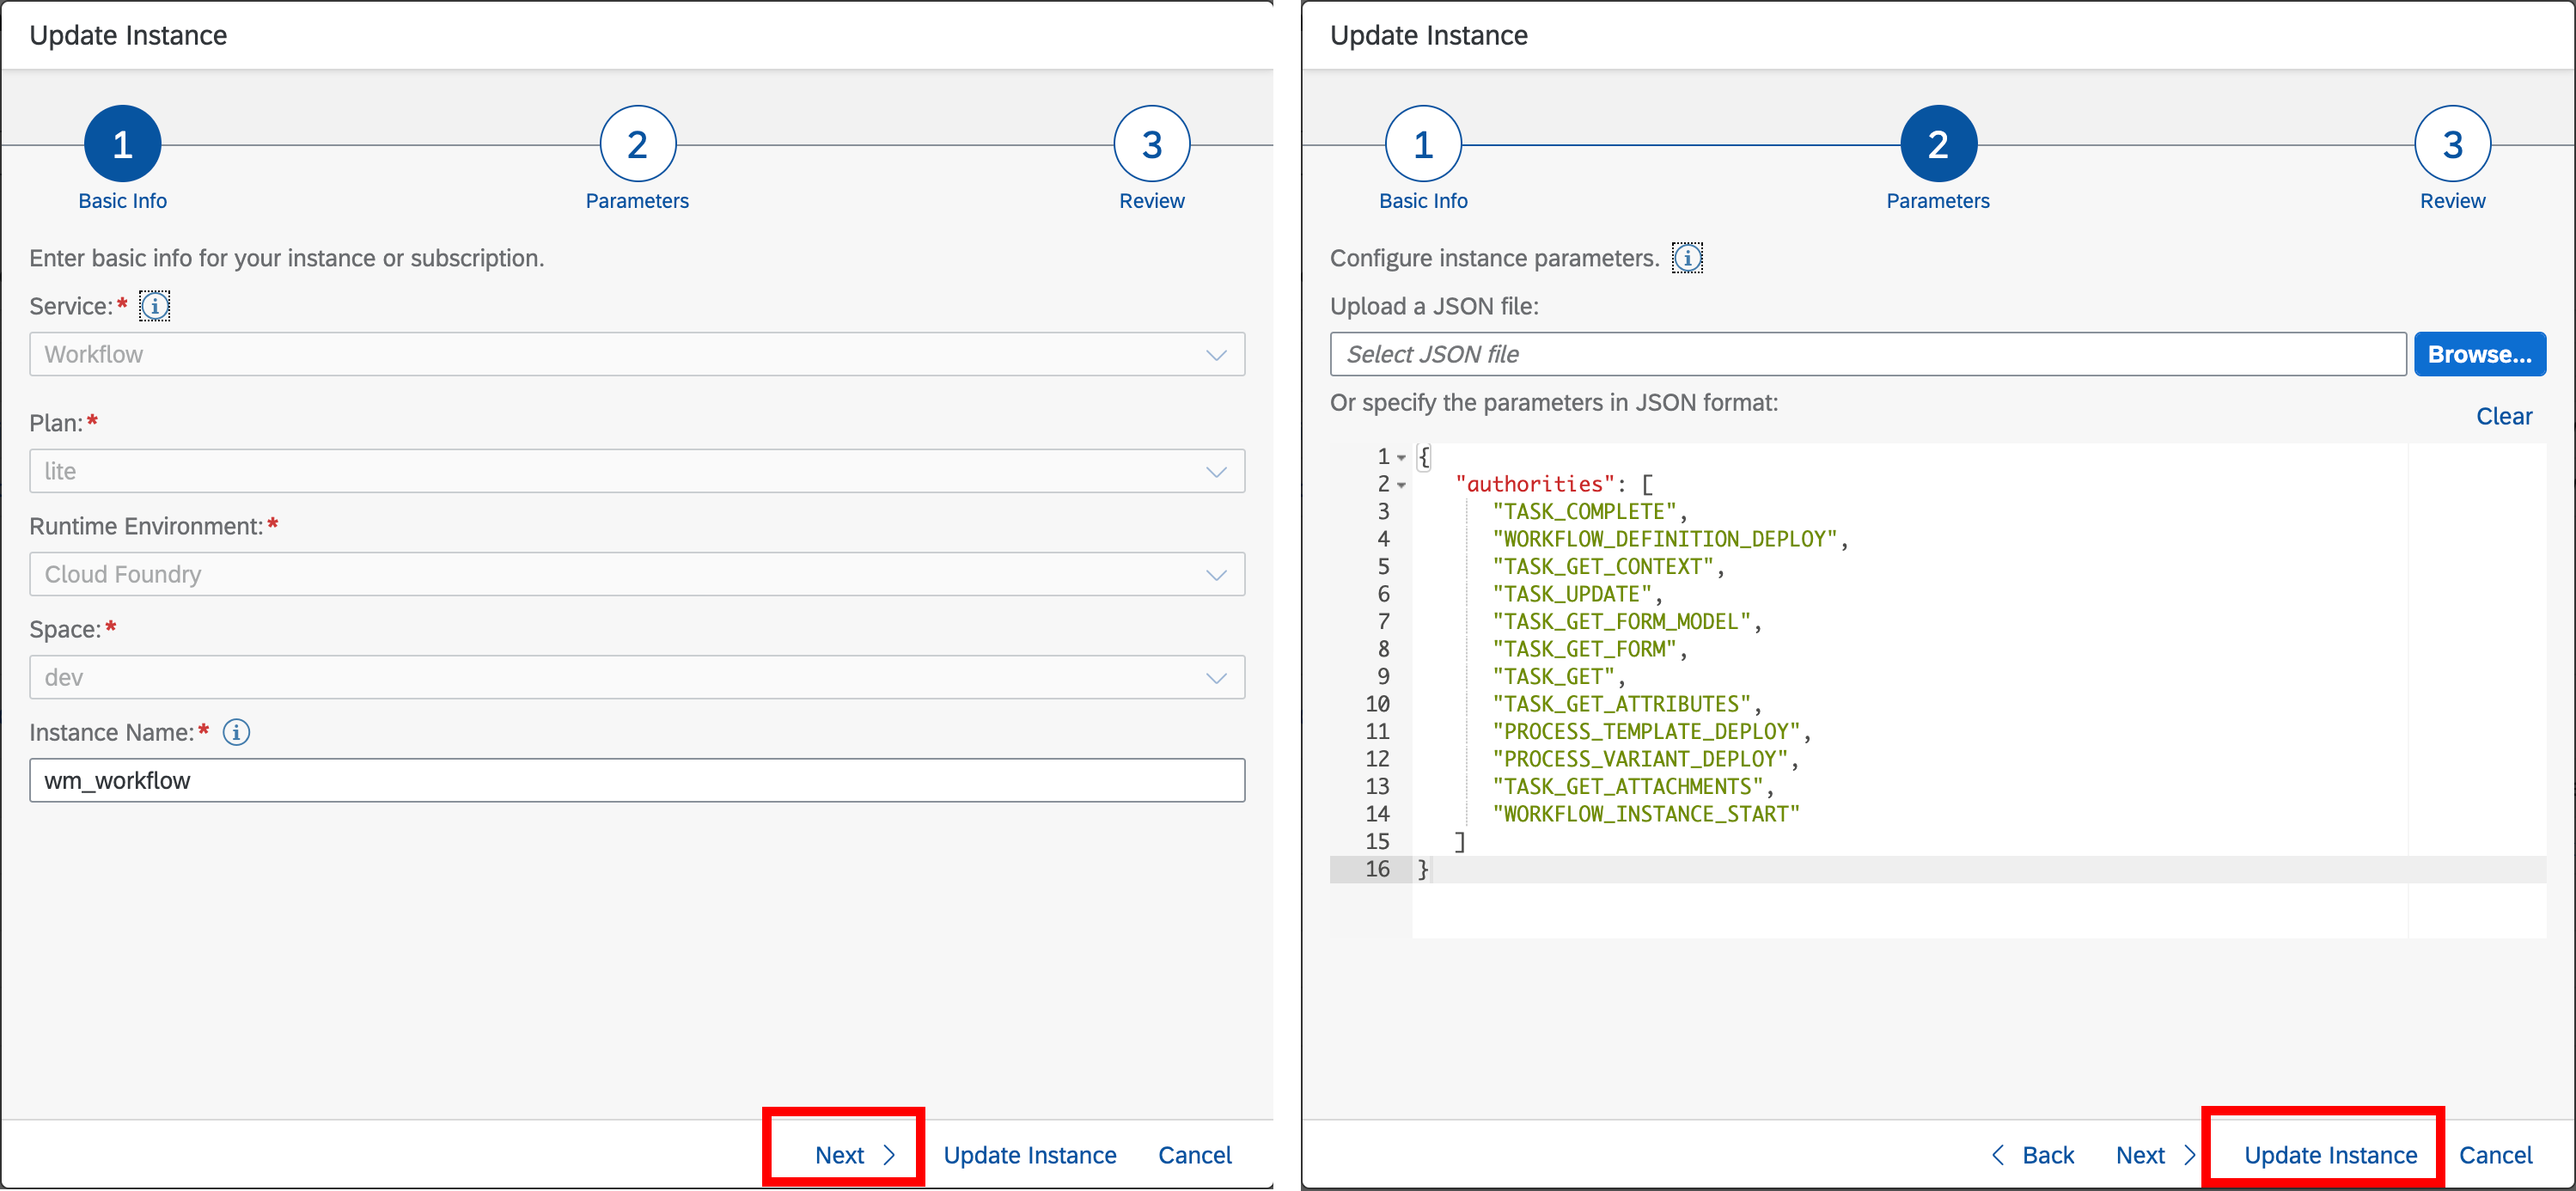 Update Instance
1
2
3
Basic Info
Parameters
Review
Enter basic info for your instance or subscription.
Service:*
Workflow
Plan:*
lite
Runtime Environment:*
Cloud Foundry
Space:*
dev
Instance Name:*
wm_workflow
Next
Update Instance
Cancel
Update Instance
1
2
3
Basic Info
Parameters
Review
Configure instance parameters.
Upload a JSON file:
Select JSON file
Browse...
Or specify the parameters in JSON format:
Clear
1 {
2 "authorities": [
3 "TASK_COMPLETE",
4 "WORKFLOW_DEFINITION_DEPLOY",
5 "TASK_GET_CONTEXT",
6 "TASK_UPDATE",
7 "TASK_GET_FORM_MODEL",
8 "TASK_GET_FORM",
9 "TASK_GET",
10 "TASK_GET_ATTRIBUTES",
11 "PROCESS_TEMPLATE_DEPLOY",
12 "PROCESS_VARIANT_DEPLOY",
13 "TASK_GET_ATTACHMENTS",
14 "WORKFLOW_INSTANCE_START"
15 ]
16 }
Back
Next
Update Instance
Cancel